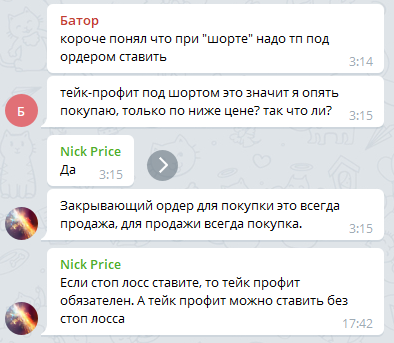 Батор
короче понял что при "шорте" надо тп под
ордером ставить
3:14
тейк-профит под шортом это значит я опять
покупаю, только по ниже цене? так что ли?
3:15
Б
Nick Price
Да
3:15
Закрывающий ордер для покупки это всегда
продажа, для продажи всегда покупка.
3:15
Nick Price
Если стоп лосс ставите, то тейк профит
обязателен. А тейк профит можно ставить без
стоп лосса
17:42